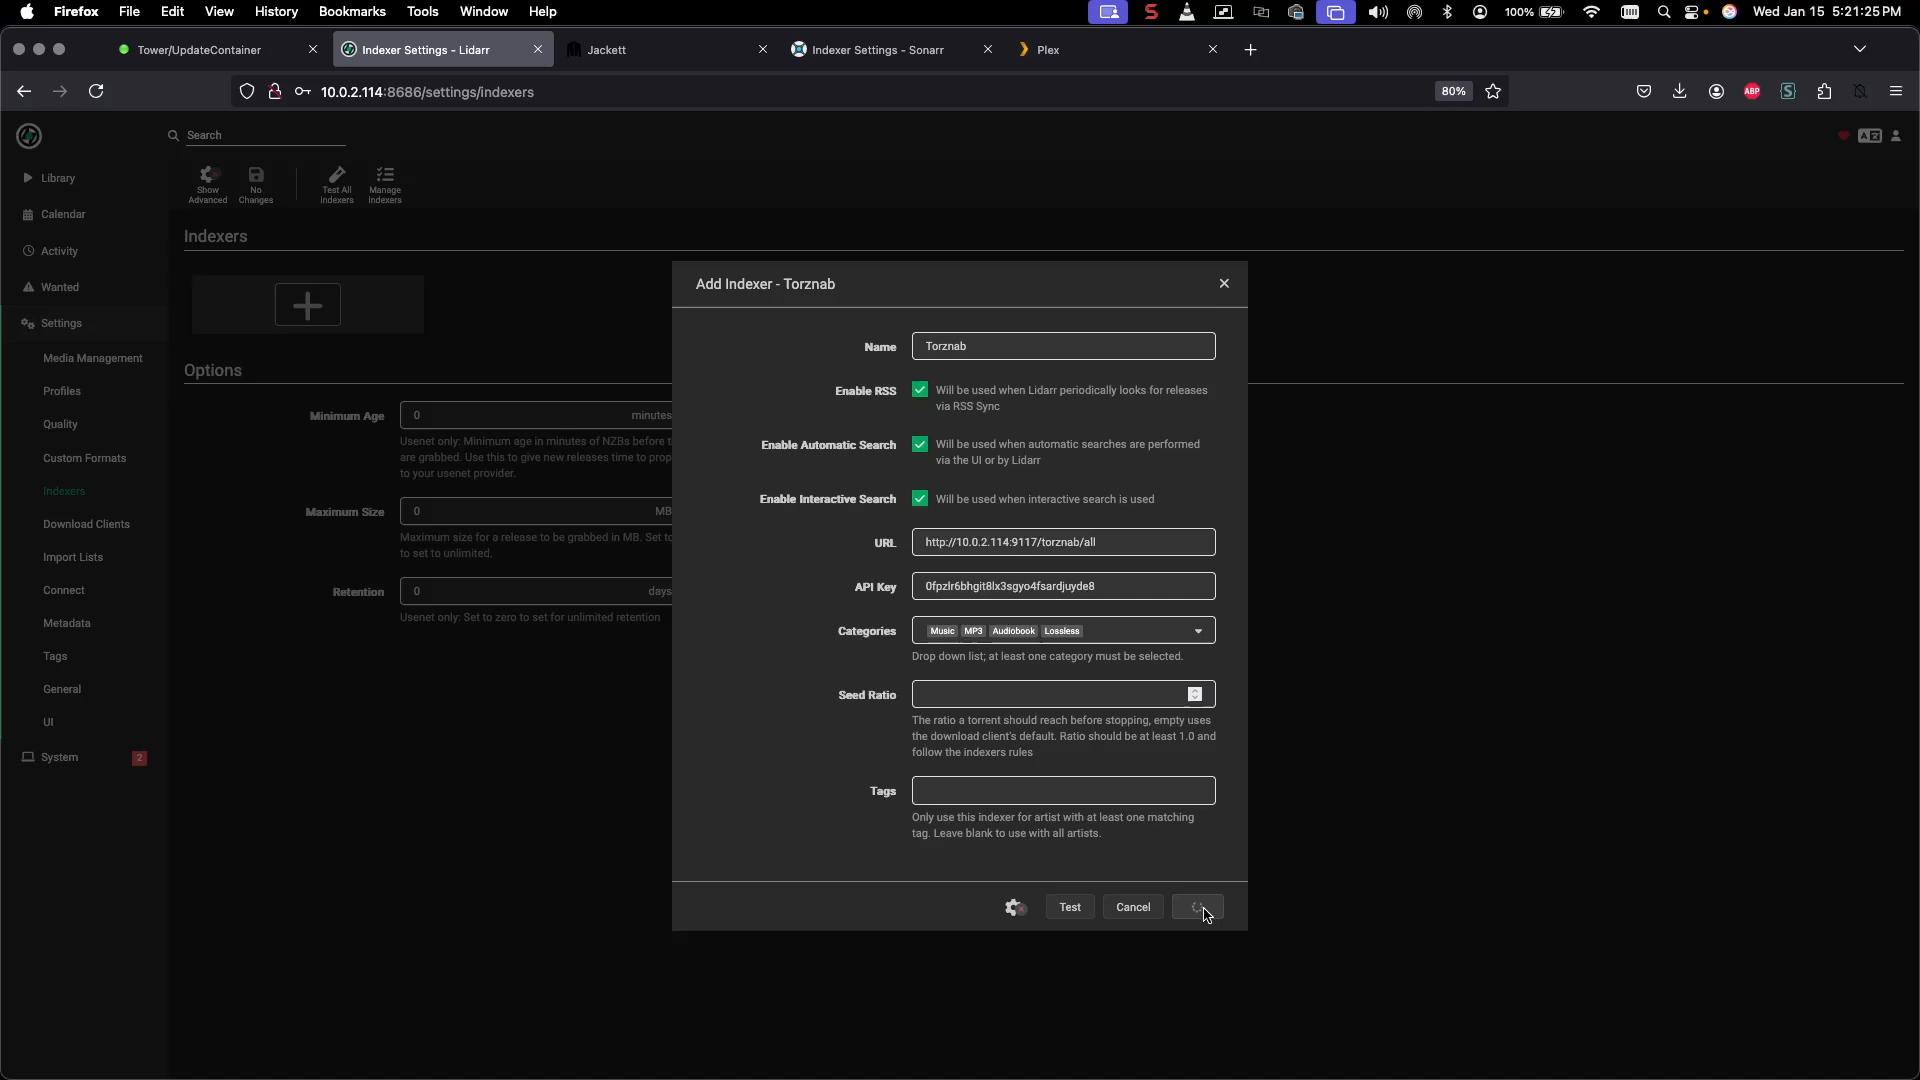 Firefox File Edit View History Bookmarks Tools Window Help 100% Wed Jan 15 5:21:25 PM
Tower/UpdateContainer Indexer Settings - Lidarr Jackett Indexer Settings - Sonarr Plex
10.0.2.114:8686/settings/indexers 80% ABP
Search
Library
Calendar
Activity
Wanted
Settings
Media Management
Profiles
Quality
Custom Formats
Indexers
Download Clients
Import Lists
Connect
Metadata
Tags
General
UI
System 2
Show Advanced
No Changes
Test All Indexers
Manage Indexers
Indexers
Options
Minimum Age 0 minutes
Usenet only: Minimum age in minutes of NZBs before t
are grabbed. Use this to give new releases time to prop
to your usenet provider.
Maximum Size 0 MB
Maximum size for a release to be grabbed in MB. Set to
to set to unlimited.
Retention 0 days
Usenet only: Set to zero to set for unlimited retention
Add Indexer - Torznab
Name Torznab
Enable RSS Will be used when Lidarr periodically looks for releases
via RSS Sync
Enable Automatic Search Will be used when automatic searches are performed
via the UI or by Lidarr
Enable Interactive Search Will be used when interactive search is used
URL http://10.0.2.114:9117/torznab/all
API Key 0fpzlr6bhgit8lx3sgyo4fsardjuyde8
Categories Music MP3 Audiobook Lossless
Drop down list; at least one category must be selected.
Seed Ratio
The ratio a torrent should reach before stopping, empty uses
the download client's default. Ratio should be at least 1.0 and
follow the indexers rules
Tags
Only use this indexer for artist with at least one matching
tag. Leave blank to use with all artists.
Test Cancel